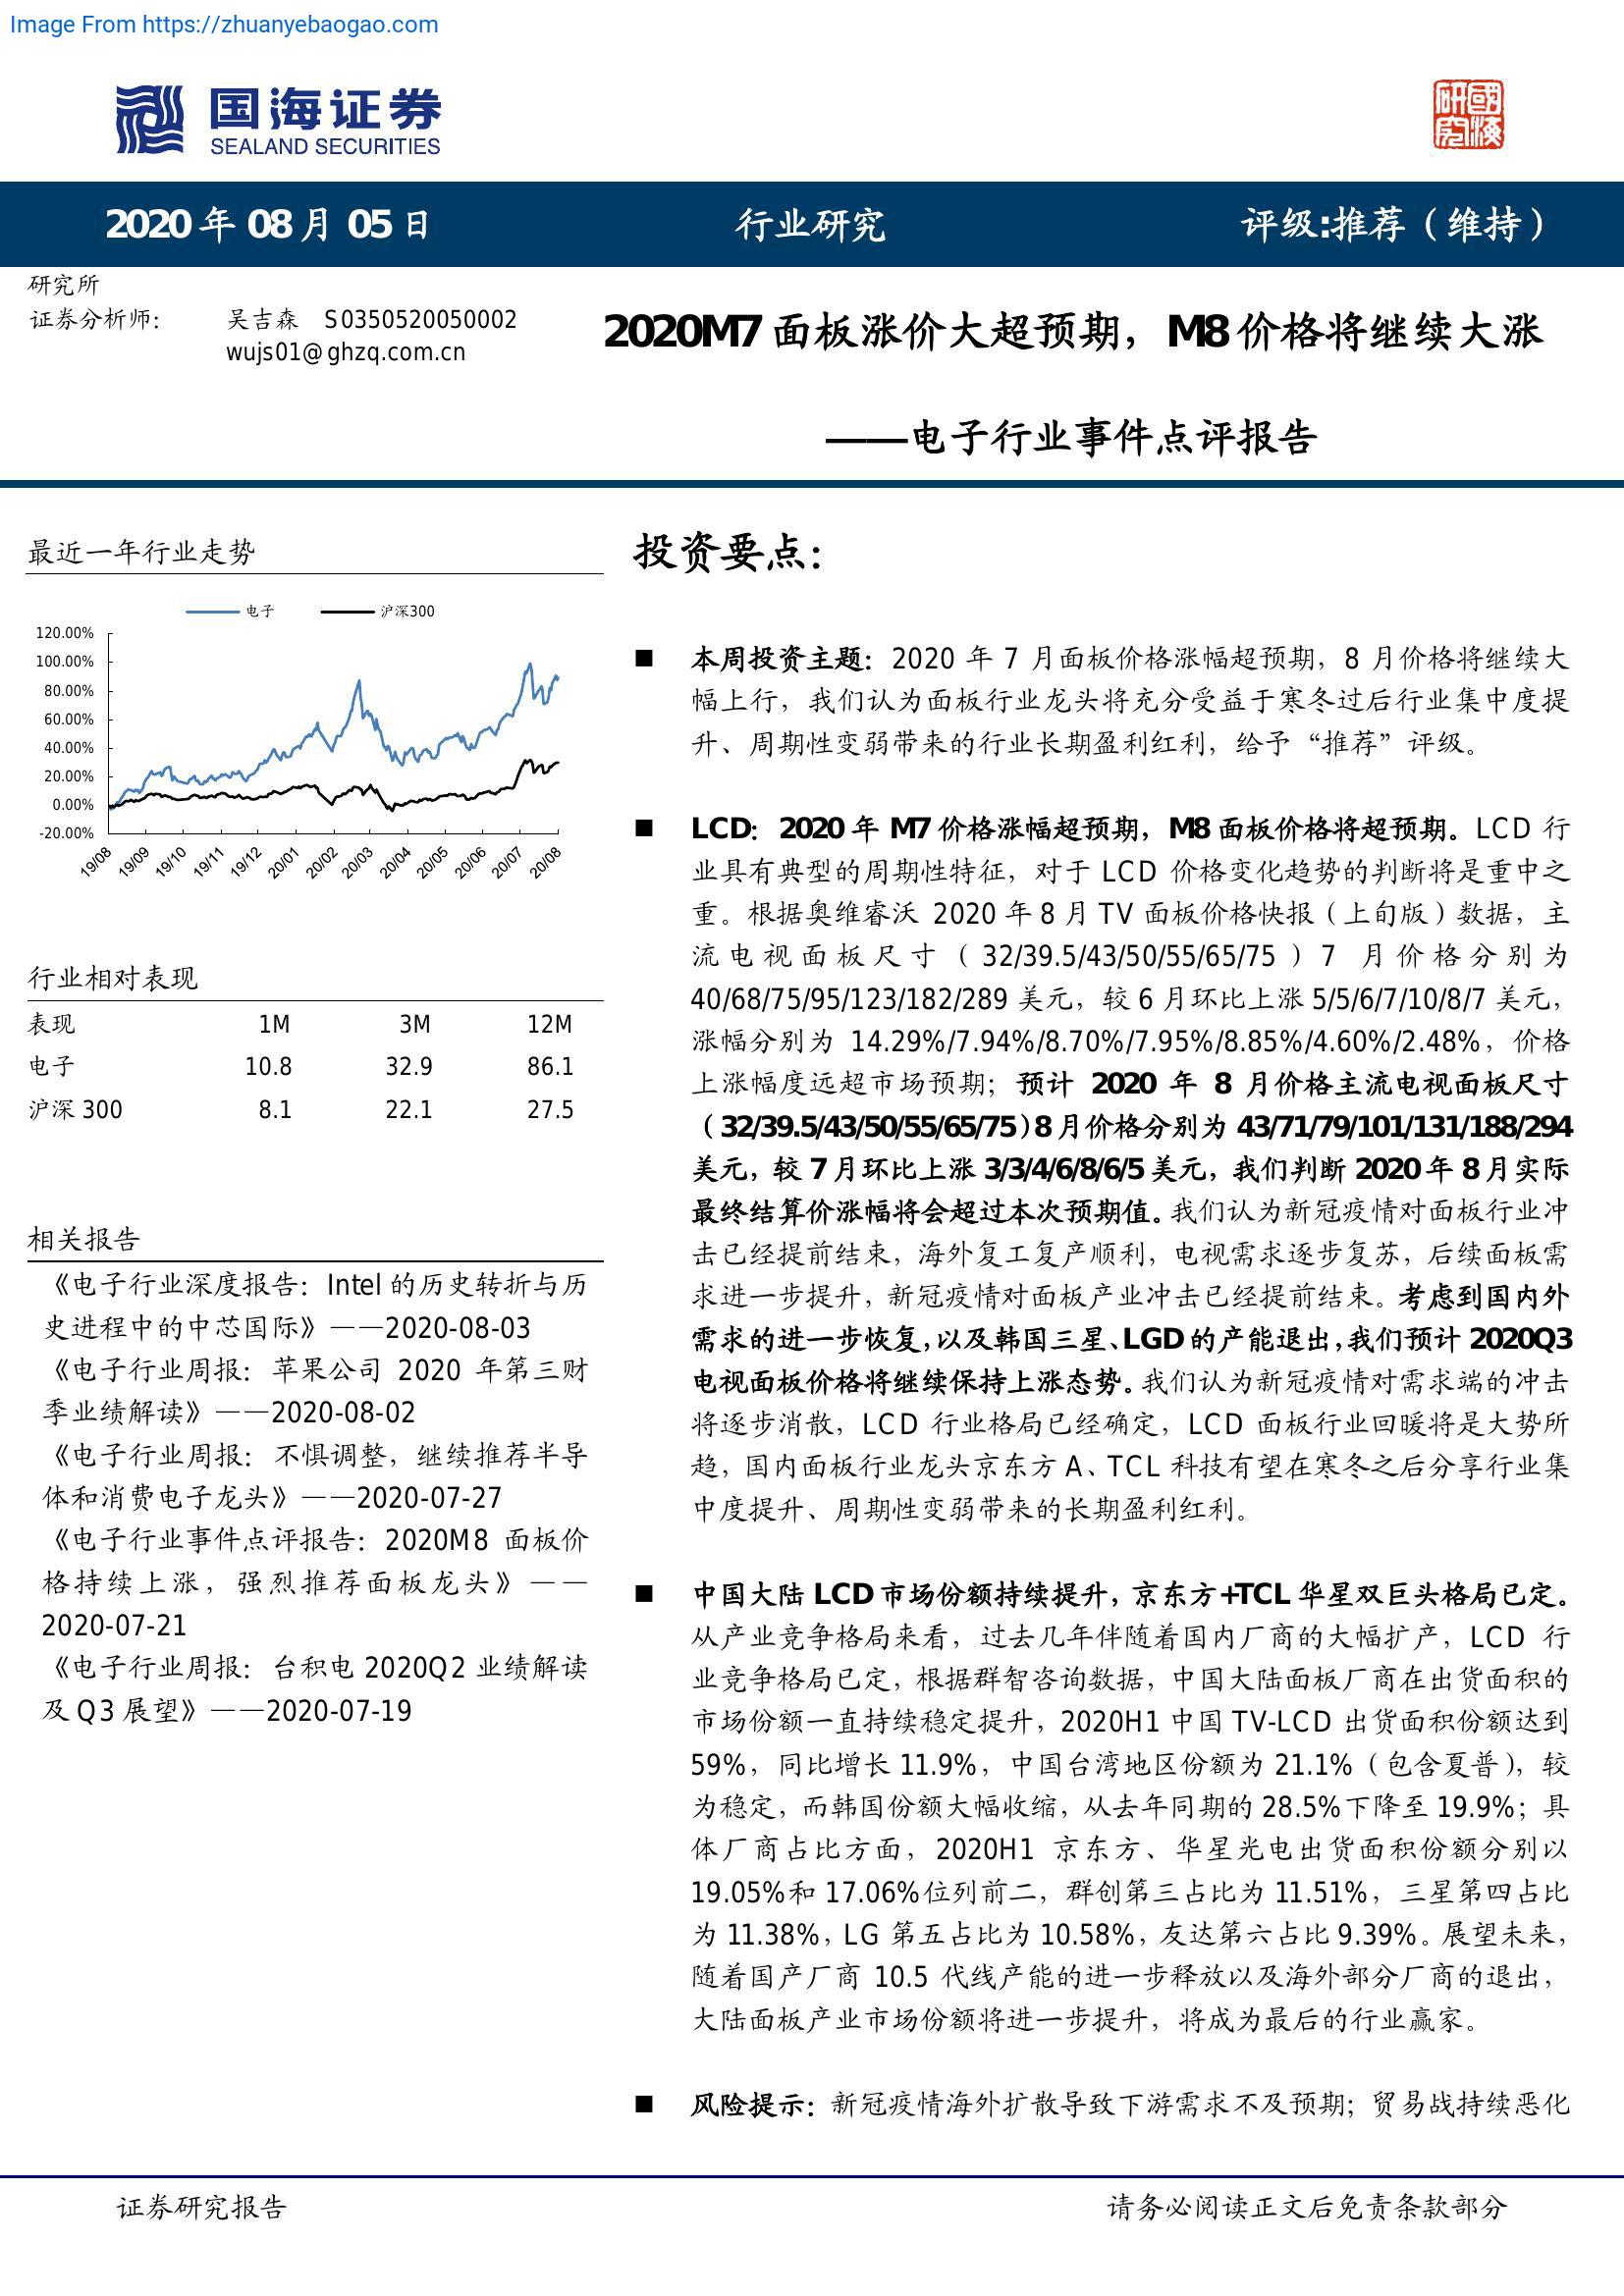 Image From https://zhuanyebaogao.com
国海证券
SEALAND SECURITIES
國海研究
2020 年 08 月 05 日
行业研究
评级:推荐（维持）
研究所
证券分析师： 吴吉森 S0350520050002
wujs01@ghzq.com.cn
2020M7 面板涨价大超预期，M8 价格将继续大涨
——电子行业事件点评报告
最近一年行业走势
电子 沪深300
120.00%
100.00%
80.00%
60.00%
40.00%
20.00%
0.00%
-20.00%
19/08 19/09 19/10 19/11 19/12 20/01 20/02 20/03 20/04 20/05 20/06 20/07 20/08
行业相对表现
表现 1M 3M 12M
电子 10.8 32.9 86.1
沪深 300 8.1 22.1 27.5
相关报告
《电子行业深度报告：Intel 的历史转折与历
史进程中的中芯国际》——2020-08-03
《电子行业周报：苹果公司 2020 年第三财
季业绩解读》——2020-08-02
《电子行业周报：不惧调整，继续推荐半导
体和消费电子龙头》——2020-07-27
《电子行业事件点评报告：2020M8 面板价
格持续上涨，强烈推荐面板龙头》——
2020-07-21
《电子行业周报：台积电 2020Q2 业绩解读
及 Q3 展望》——2020-07-19
投资要点：
■ 本周投资主题：2020 年 7 月面板价格涨幅超预期，8 月价格将继续大
幅上行，我们认为面板行业龙头将充分受益于寒冬过后行业集中度提
升、周期性变弱带来的行业长期盈利红利，给予“推荐”评级。
■ LCD：2020 年 M7 价格涨幅超预期，M8 面板价格将超预期。LCD 行
业具有典型的周期性特征，对于 LCD 价格变化趋势的判断将是重中之
重。根据奥维睿沃 2020 年 8 月 TV 面板价格快报（上旬版）数据，主
流电视面板尺寸（32/39.5/43/50/55/65/75）7 月价格分别为
40/68/75/95/123/182/289 美元，较 6 月环比上涨 5/5/6/7/10/8/7 美元，
涨幅分别为 14.29%/7.94%/8.70%/7.95%/8.85%/4.60%/2.48%，价格
上涨幅度远超市场预期；预计 2020 年 8 月价格主流电视面板尺寸
（32/39.5/43/50/55/65/75）8 月价格分别为 43/71/79/101/131/188/294
美元，较 7 月环比上涨 3/3/4/6/8/6/5 美元，我们判断 2020 年 8 月实际
最终结算价涨幅将会超过本次预期值。我们认为新冠疫情对面板行业冲
击已经提前结束，海外复工复产顺利，电视需求逐步复苏，后续面板需
求进一步提升，新冠疫情对面板产业冲击已经提前结束。考虑到国内外
需求的进一步恢复，以及韩国三星、LGD 的产能退出，我们预计 2020Q3
电视面板价格将继续保持上涨态势。我们认为新冠疫情对需求端的冲击
将逐步消散，LCD 行业格局已经确定，LCD 面板行业回暖将是大势所
趋，国内面板行业龙头京东方 A、TCL 科技有望在寒冬之后分享行业集
中度提升、周期性变弱带来的长期盈利红利。
■ 中国大陆 LCD 市场份额持续提升，京东方+TCL 华星双巨头格局已定。
从产业竞争格局来看，过去几年伴随着国内厂商的大幅扩产，LCD 行
业竞争格局已定，根据群智咨询数据，中国大陆面板厂商在出货面积的
市场份额一直持续稳定提升，2020H1 中国 TV-LCD 出货面积份额达到
59%，同比增长 11.9%，中国台湾地区份额为 21.1%（包含夏普），较
为稳定，而韩国份额大幅收缩，从去年同期的 28.5%下降至 19.9%；具
体厂商占比方面，2020H1 京东方、华星光电出货面积份额分别以
19.05%和 17.06%位列前二，群创第三占比为 11.51%，三星第四占比
为 11.38%，LG 第五占比为 10.58%，友达第六占比 9.39%。展望未来，
随着国产厂商 10.5 代线产能的进一步释放以及海外部分厂商的退出，
大陆面板产业市场份额将进一步提升，将成为最后的行业赢家。
■ 风险提示：新冠疫情海外扩散导致下游需求不及预期；贸易战持续恶化
证券研究报告
请务必阅读正文后免责条款部分